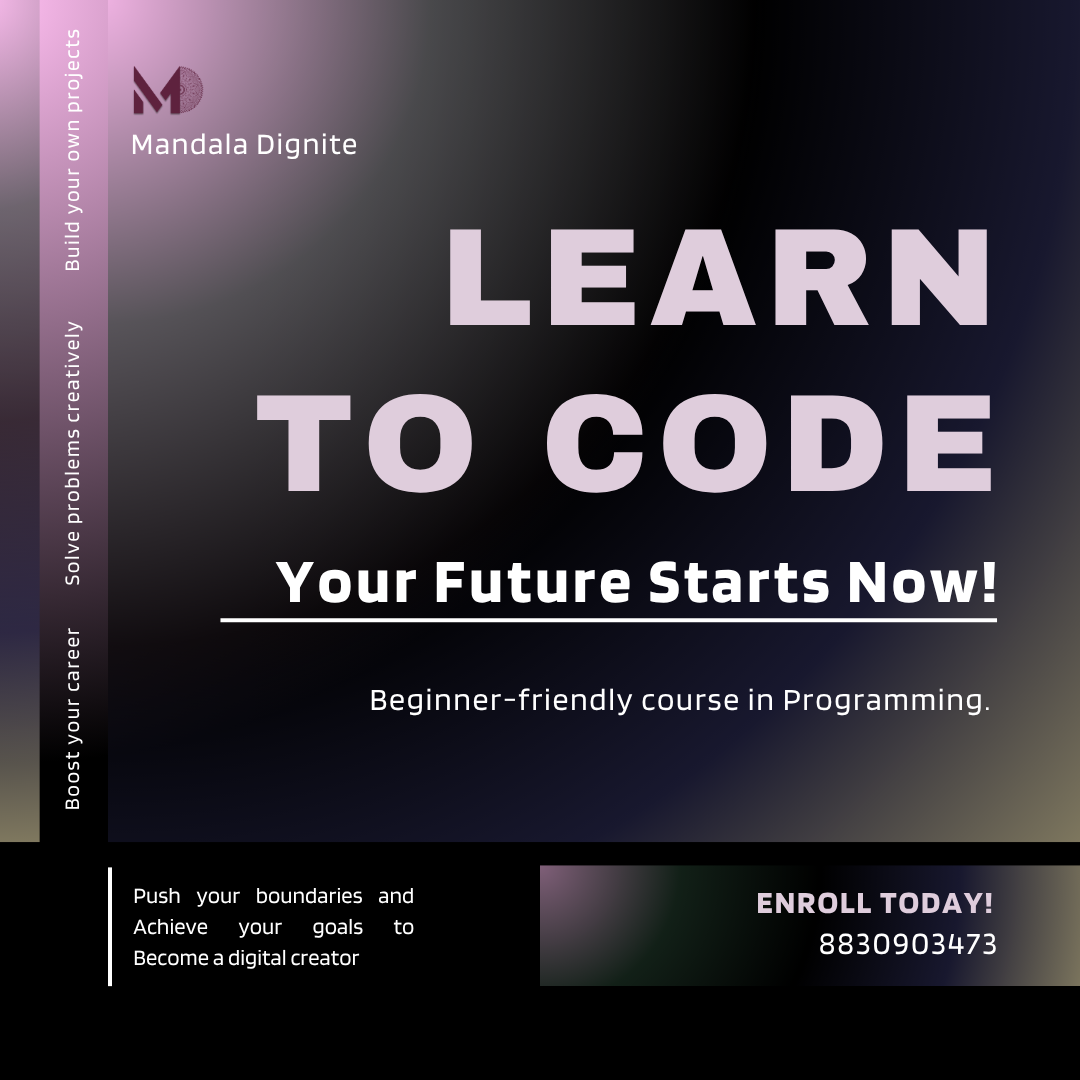 Build your own projects
Solve problems creatively
Boost your career
MD
Mandala Dignite
LEARN
TO CODE
Your Future Starts Now!
Beginner-friendly course in Programming.
Push your boundaries and
Achieve your goals to
Become a digital creator
ENROLL TODAY!
8830903473